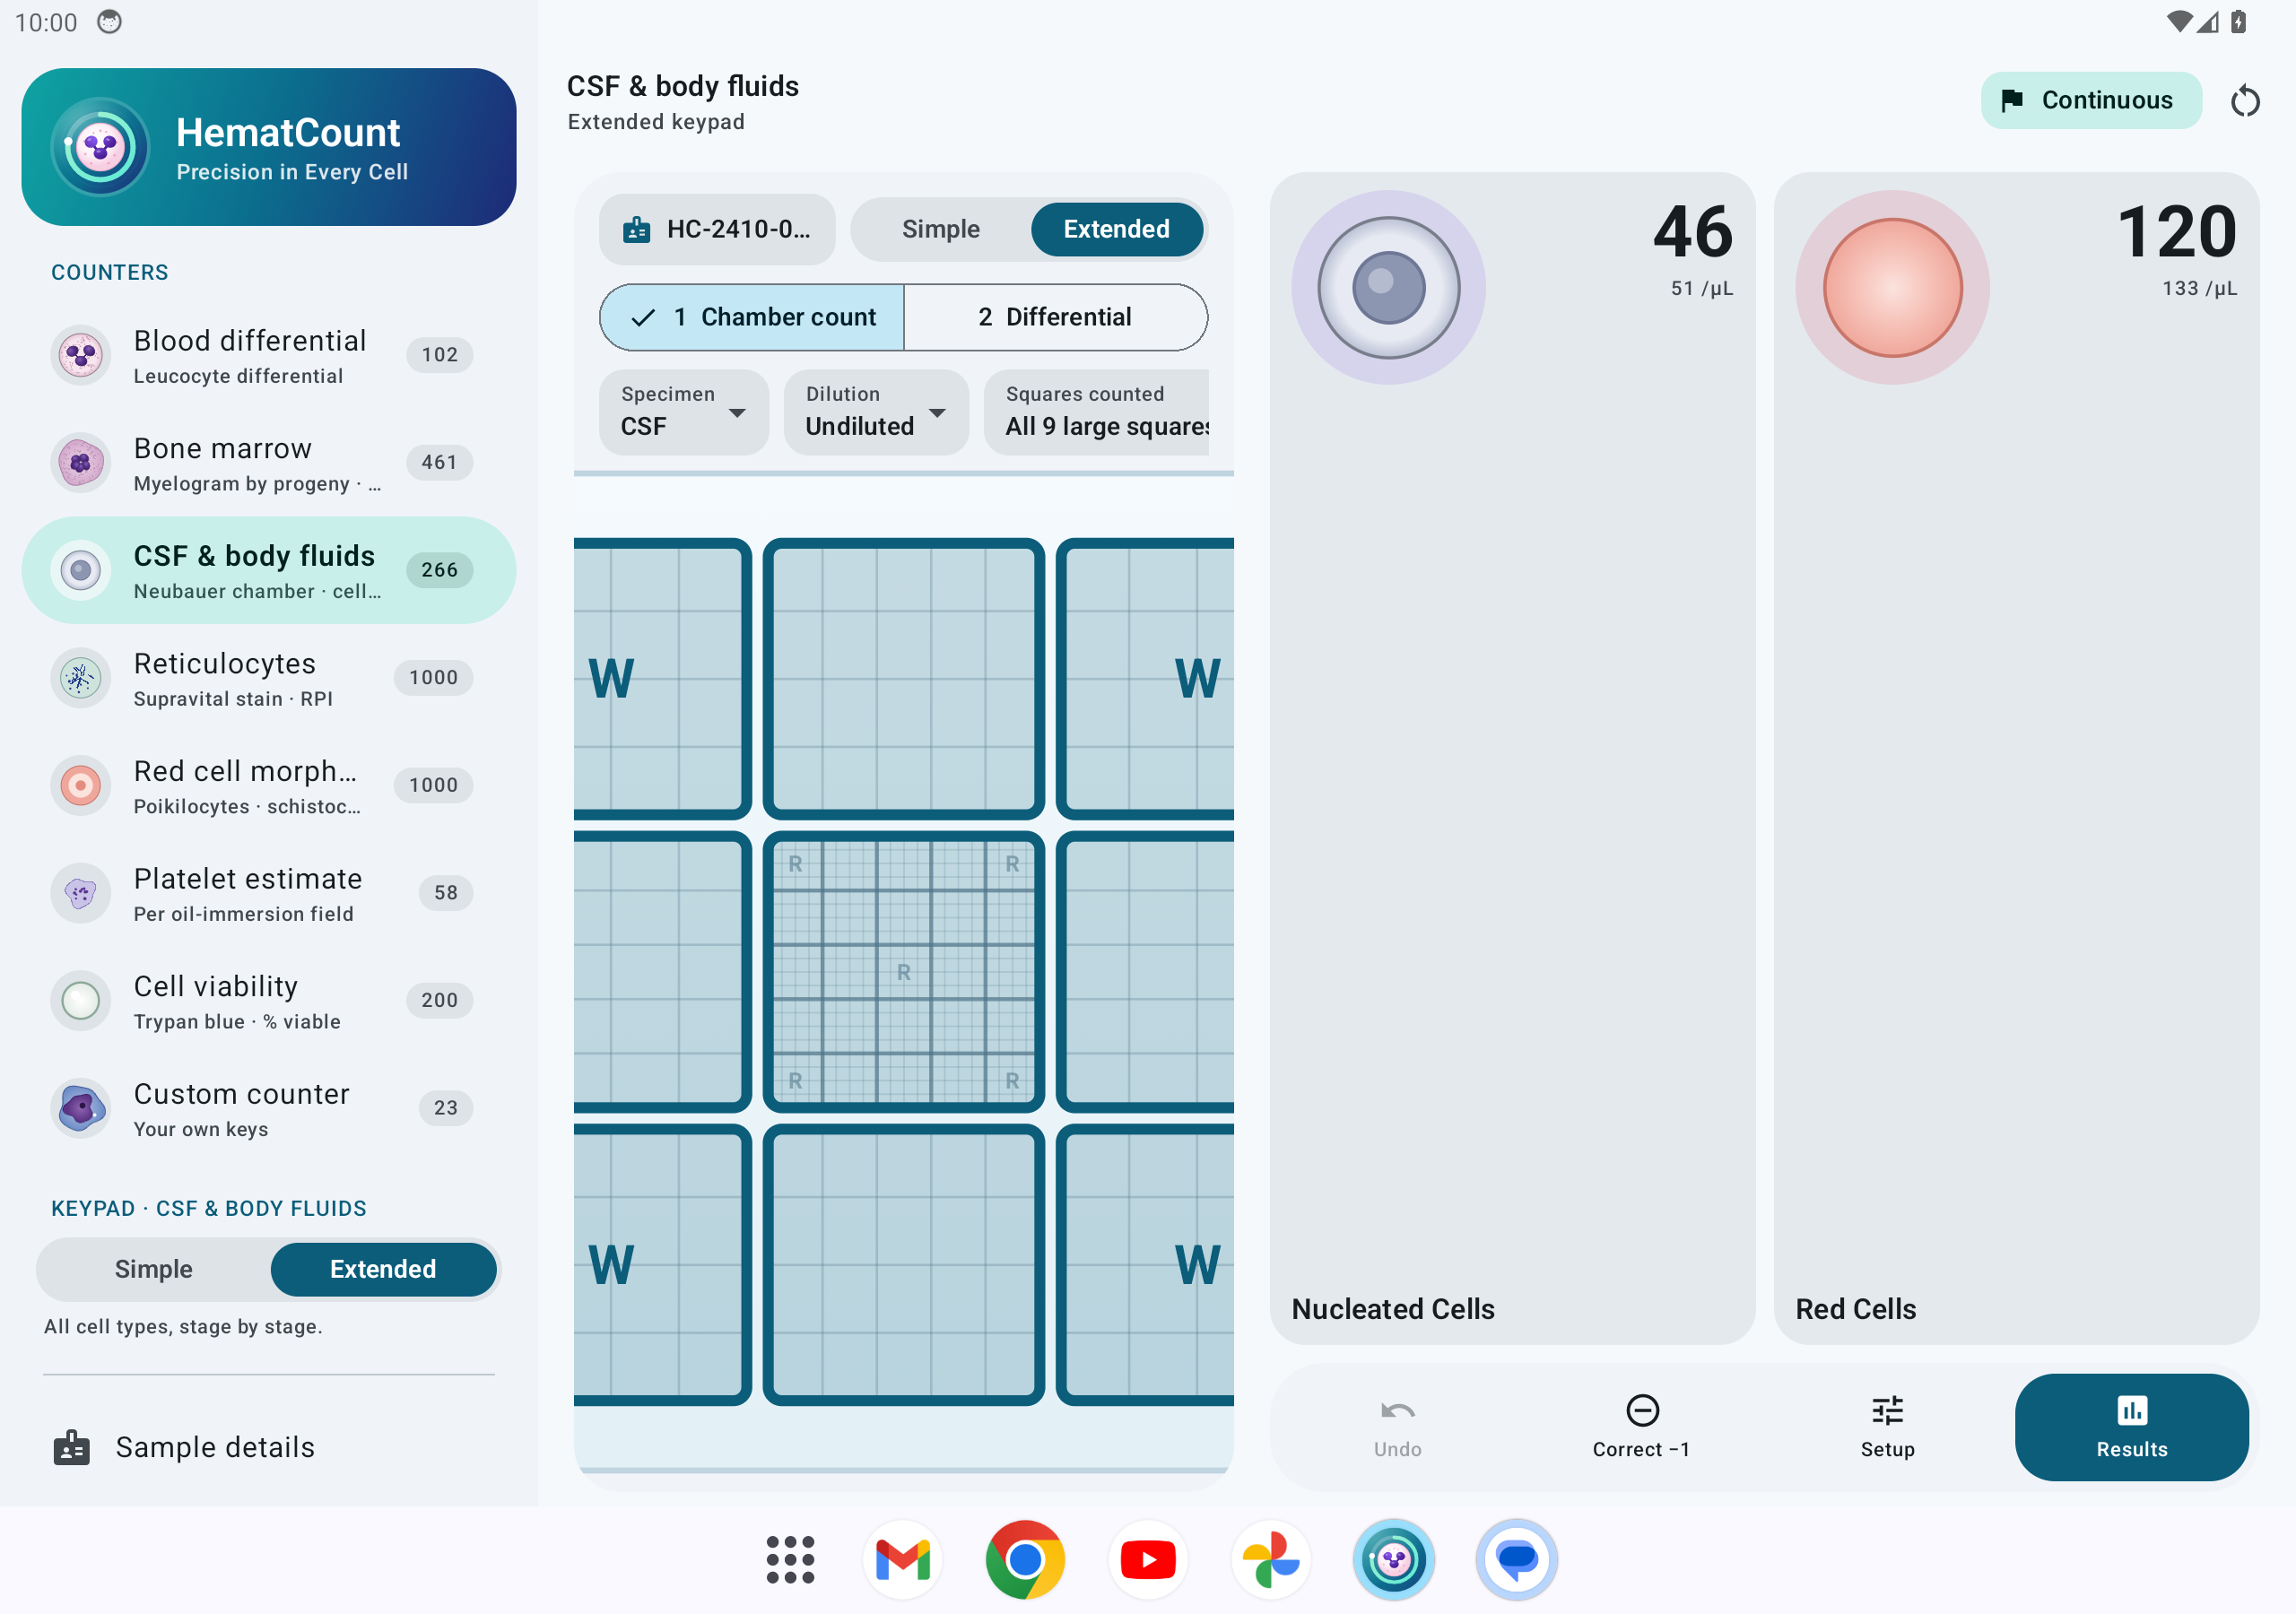 10:00
HematCount
Precision in Every Cell
COUNTERS
Blood differential
Leucocyte differential
102
Bone marrow
Myelogram by progeny · …
461
CSF & body fluids
Neubauer chamber · cell…
266
Reticulocytes
Supravital stain · RPI
1000
Red cell morph…
Poikilocytes · schistoc…
1000
Platelet estimate
Per oil-immersion field
58
Cell viability
Trypan blue · % viable
200
Custom counter
Your own keys
23
KEYPAD · CSF & BODY FLUIDS
Simple
Extended
All cell types, stage by stage.
Sample details
CSF & body fluids
Extended keypad
Continuous
HC-2410-0…
Simple
Extended
1 Chamber count
2 Differential
Specimen
CSF
Dilution
Undiluted
Squares counted
All 9 large squares
W
W
R
R
R
R
R
W
W
46
51 /µL
Nucleated Cells
120
133 /µL
Red Cells
Undo
Correct −1
Setup
Results